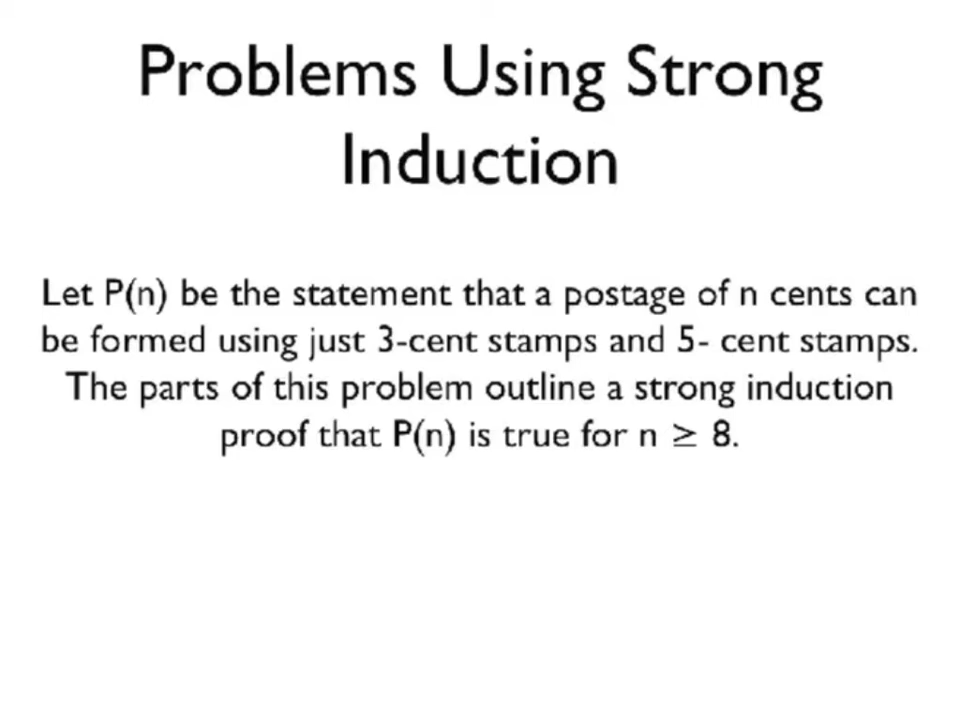 Problems Using Strong
Induction
Let P(n) be the statement that a postage of n cents can
be formed using just 3-cent stamps and 5- cent stamps.
The parts of this problem outline a strong induction
proof that P(n) is true for n ≥ 8.